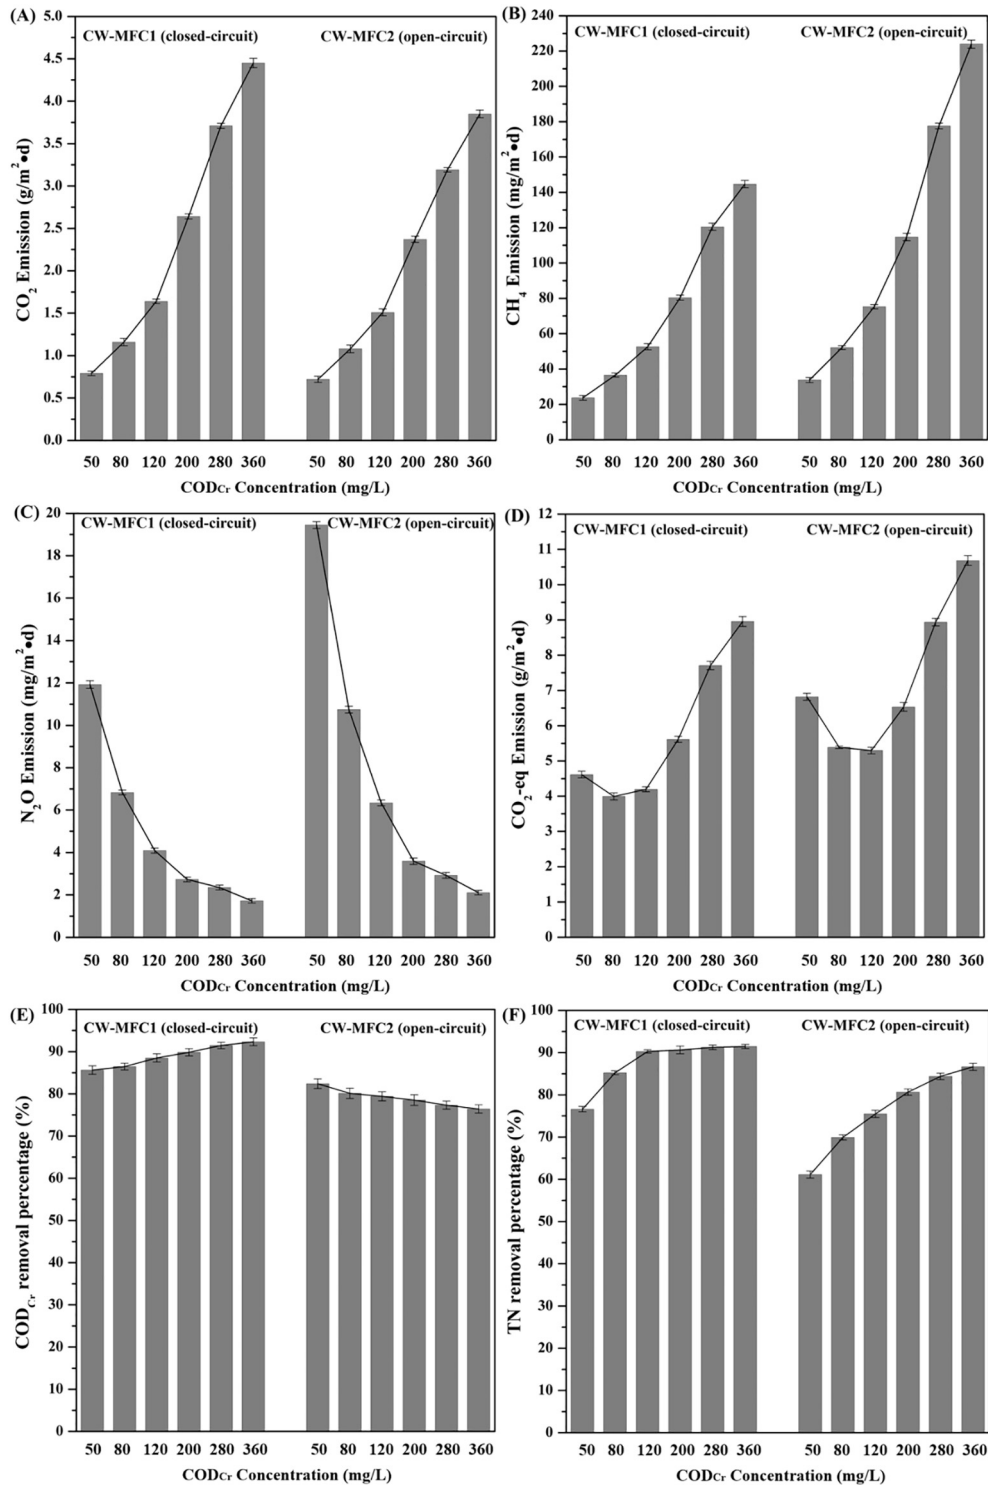 (A)
CW-MFC1 (closed-circuit)
CW-MFC2 (open-circuit)
CO2 Emission (g/m2•d)
5.0
4.5
4.0
3.5
3.0
2.5
2.0
1.5
1.0
0.5
0.0
50 80 120 200 280 360 50 80 120 200 280 360
CODCr Concentration (mg/L)
(B)
CW-MFC1 (closed-circuit)
CW-MFC2 (open-circuit)
CH4 Emission (mg/m2•d)
240
220
200
180
160
140
120
100
80
60
40
20
0
50 80 120 200 280 360 50 80 120 200 280 360
CODCr Concentration (mg/L)
(C)
CW-MFC1 (closed-circuit)
CW-MFC2 (open-circuit)
N2O Emission (mg/m2•d)
20
18
16
14
12
10
8
6
4
2
0
50 80 120 200 280 360 50 80 120 200 280 360
CODCr Concentration (mg/L)
(D)
CW-MFC1 (closed-circuit)
CW-MFC2 (open-circuit)
CO2-eq Emission (g/m2•d)
12
11
10
9
8
7
6
5
4
3
2
1
0
50 80 120 200 280 360 50 80 120 200 280 360
CODCr Concentration (mg/L)
(E)
CW-MFC1 (closed-circuit)
CW-MFC2 (open-circuit)
CODCr removal percentage (%)
100
90
80
70
60
50
40
30
20
10
0
50 80 120 200 280 360 50 80 120 200 280 360
CODCr Concentration (mg/L)
(F)
CW-MFC1 (closed-circuit)
CW-MFC2 (open-circuit)
TN removal percentage (%)
100
90
80
70
60
50
40
30
20
10
0
50 80 120 200 280 360 50 80 120 200 280 360
CODCr Concentration (mg/L)